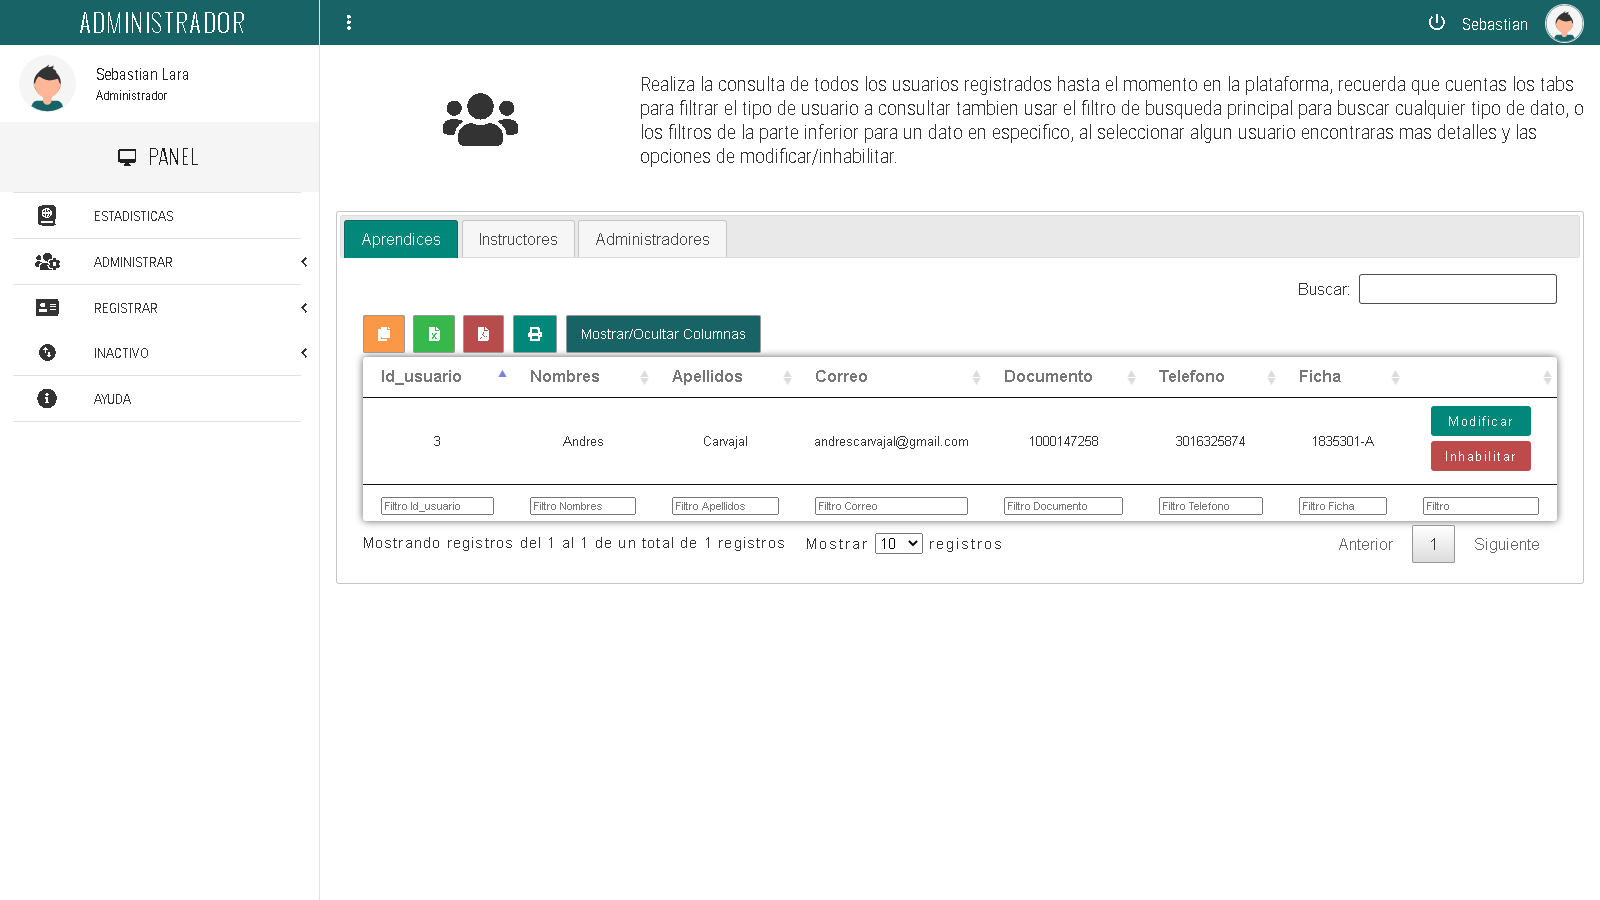 ADMINISTRADOR
Sebastian
Sebastian Lara
Administrador
PANEL
ESTADISTICAS
ADMINISTRAR
REGISTRAR
INACTIVO
AYUDA
Realiza la consulta de todos los usuarios registrados hasta el momento en la plataforma, recuerda que cuentas los tabs
para filtrar el tipo de usuario a consultar tambien usar el filtro de busqueda principal para buscar cualquier tipo de dato, o
los filtros de la parte inferior para un dato en especifico, al seleccionar algun usuario encontraras mas detalles y las
opciones de modificar/inhabilitar.
Aprendices Instructores Administradores
Buscar:
Mostrar/Ocultar Columnas
Id_usuario Nombres Apellidos Correo Documento Telefono Ficha
3 Andres Carvajal andrescarvajal@gmail.com 1000147258 3016325874 1835301-A
Modificar
Inhabilitar
Filtro Id_usuario Filtro Nombres Filtro Apellidos Filtro Correo Filtro Documento Filtro Telefono Filtro Ficha Filtro
Mostrando registros del 1 al 1 de un total de 1 registros Mostrar 10 registros Anterior 1 Siguiente